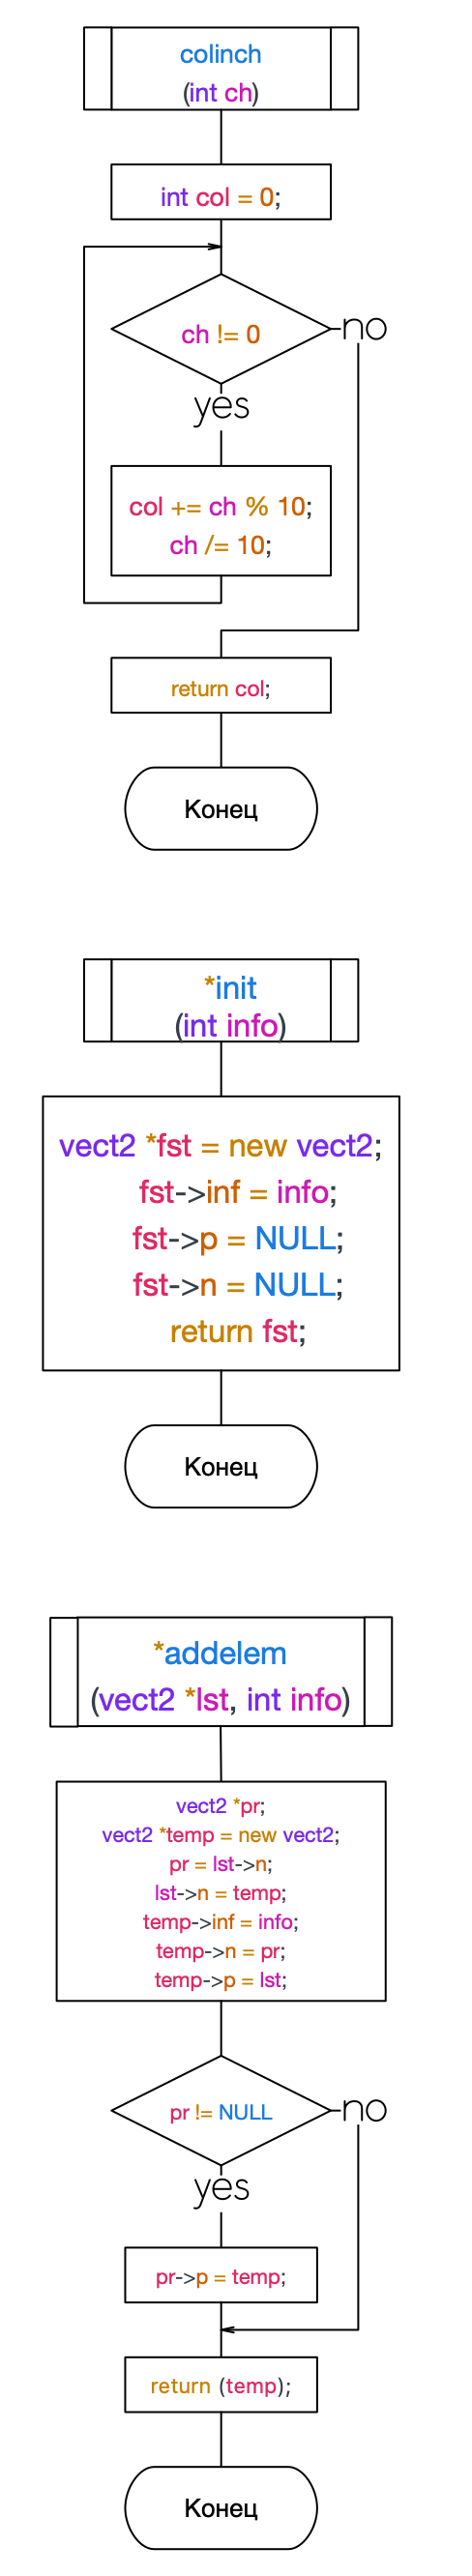 colinch
(int ch)
int col = 0;
ch != 0
no
yes
col += ch % 10;
ch /= 10;
return col;
Конец
*init
(int info)
vect2 *fst = new vect2;
fst->inf = info;
fst->p = NULL;
fst->n = NULL;
return fst;
Конец
*addelem
(vect2 *lst, int info)
vect2 *pr;
vect2 *temp = new vect2;
pr = lst->n;
lst->n = temp;
temp->inf = info;
temp->n = pr;
temp->p = lst;
pr != NULL
no
yes
pr->p = temp;
return (temp);
Конец